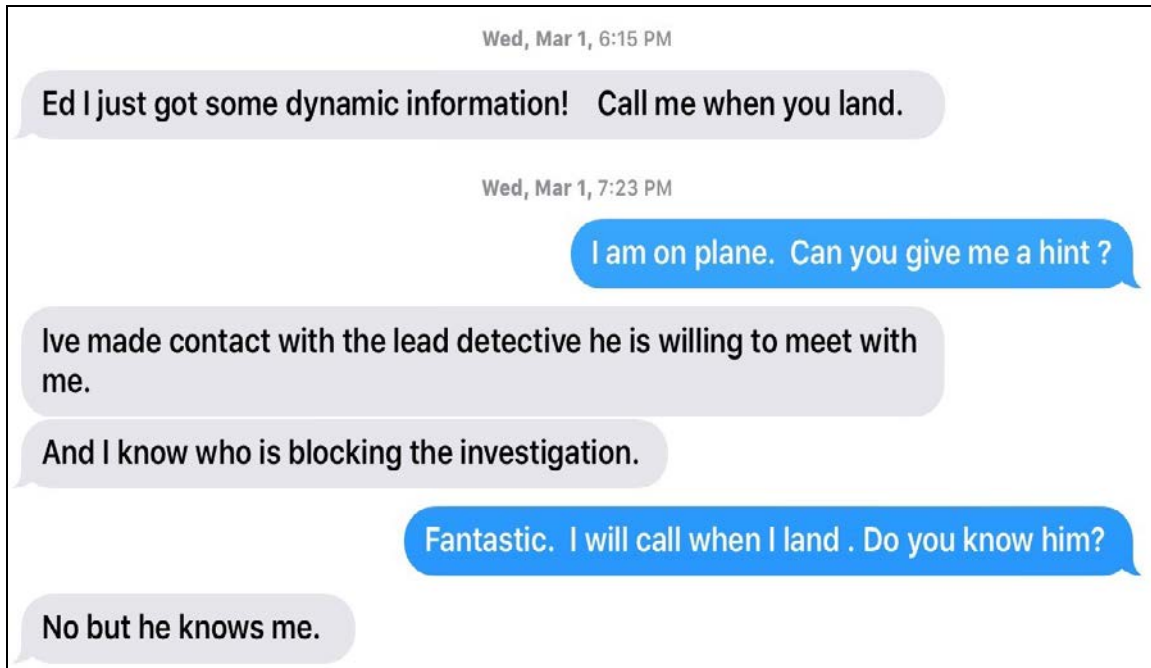 Wed, Mar 1, 6:15 PM
Ed I just got some dynamic information!    Call me when you land.
Wed, Mar 1, 7:23 PM
I am on plane.  Can you give me a hint ?
Ive made contact with the lead detective he is willing to meet with
me.
And I know who is blocking the investigation.
Fantastic.  I will call when I land . Do you know him?
No but he knows me.